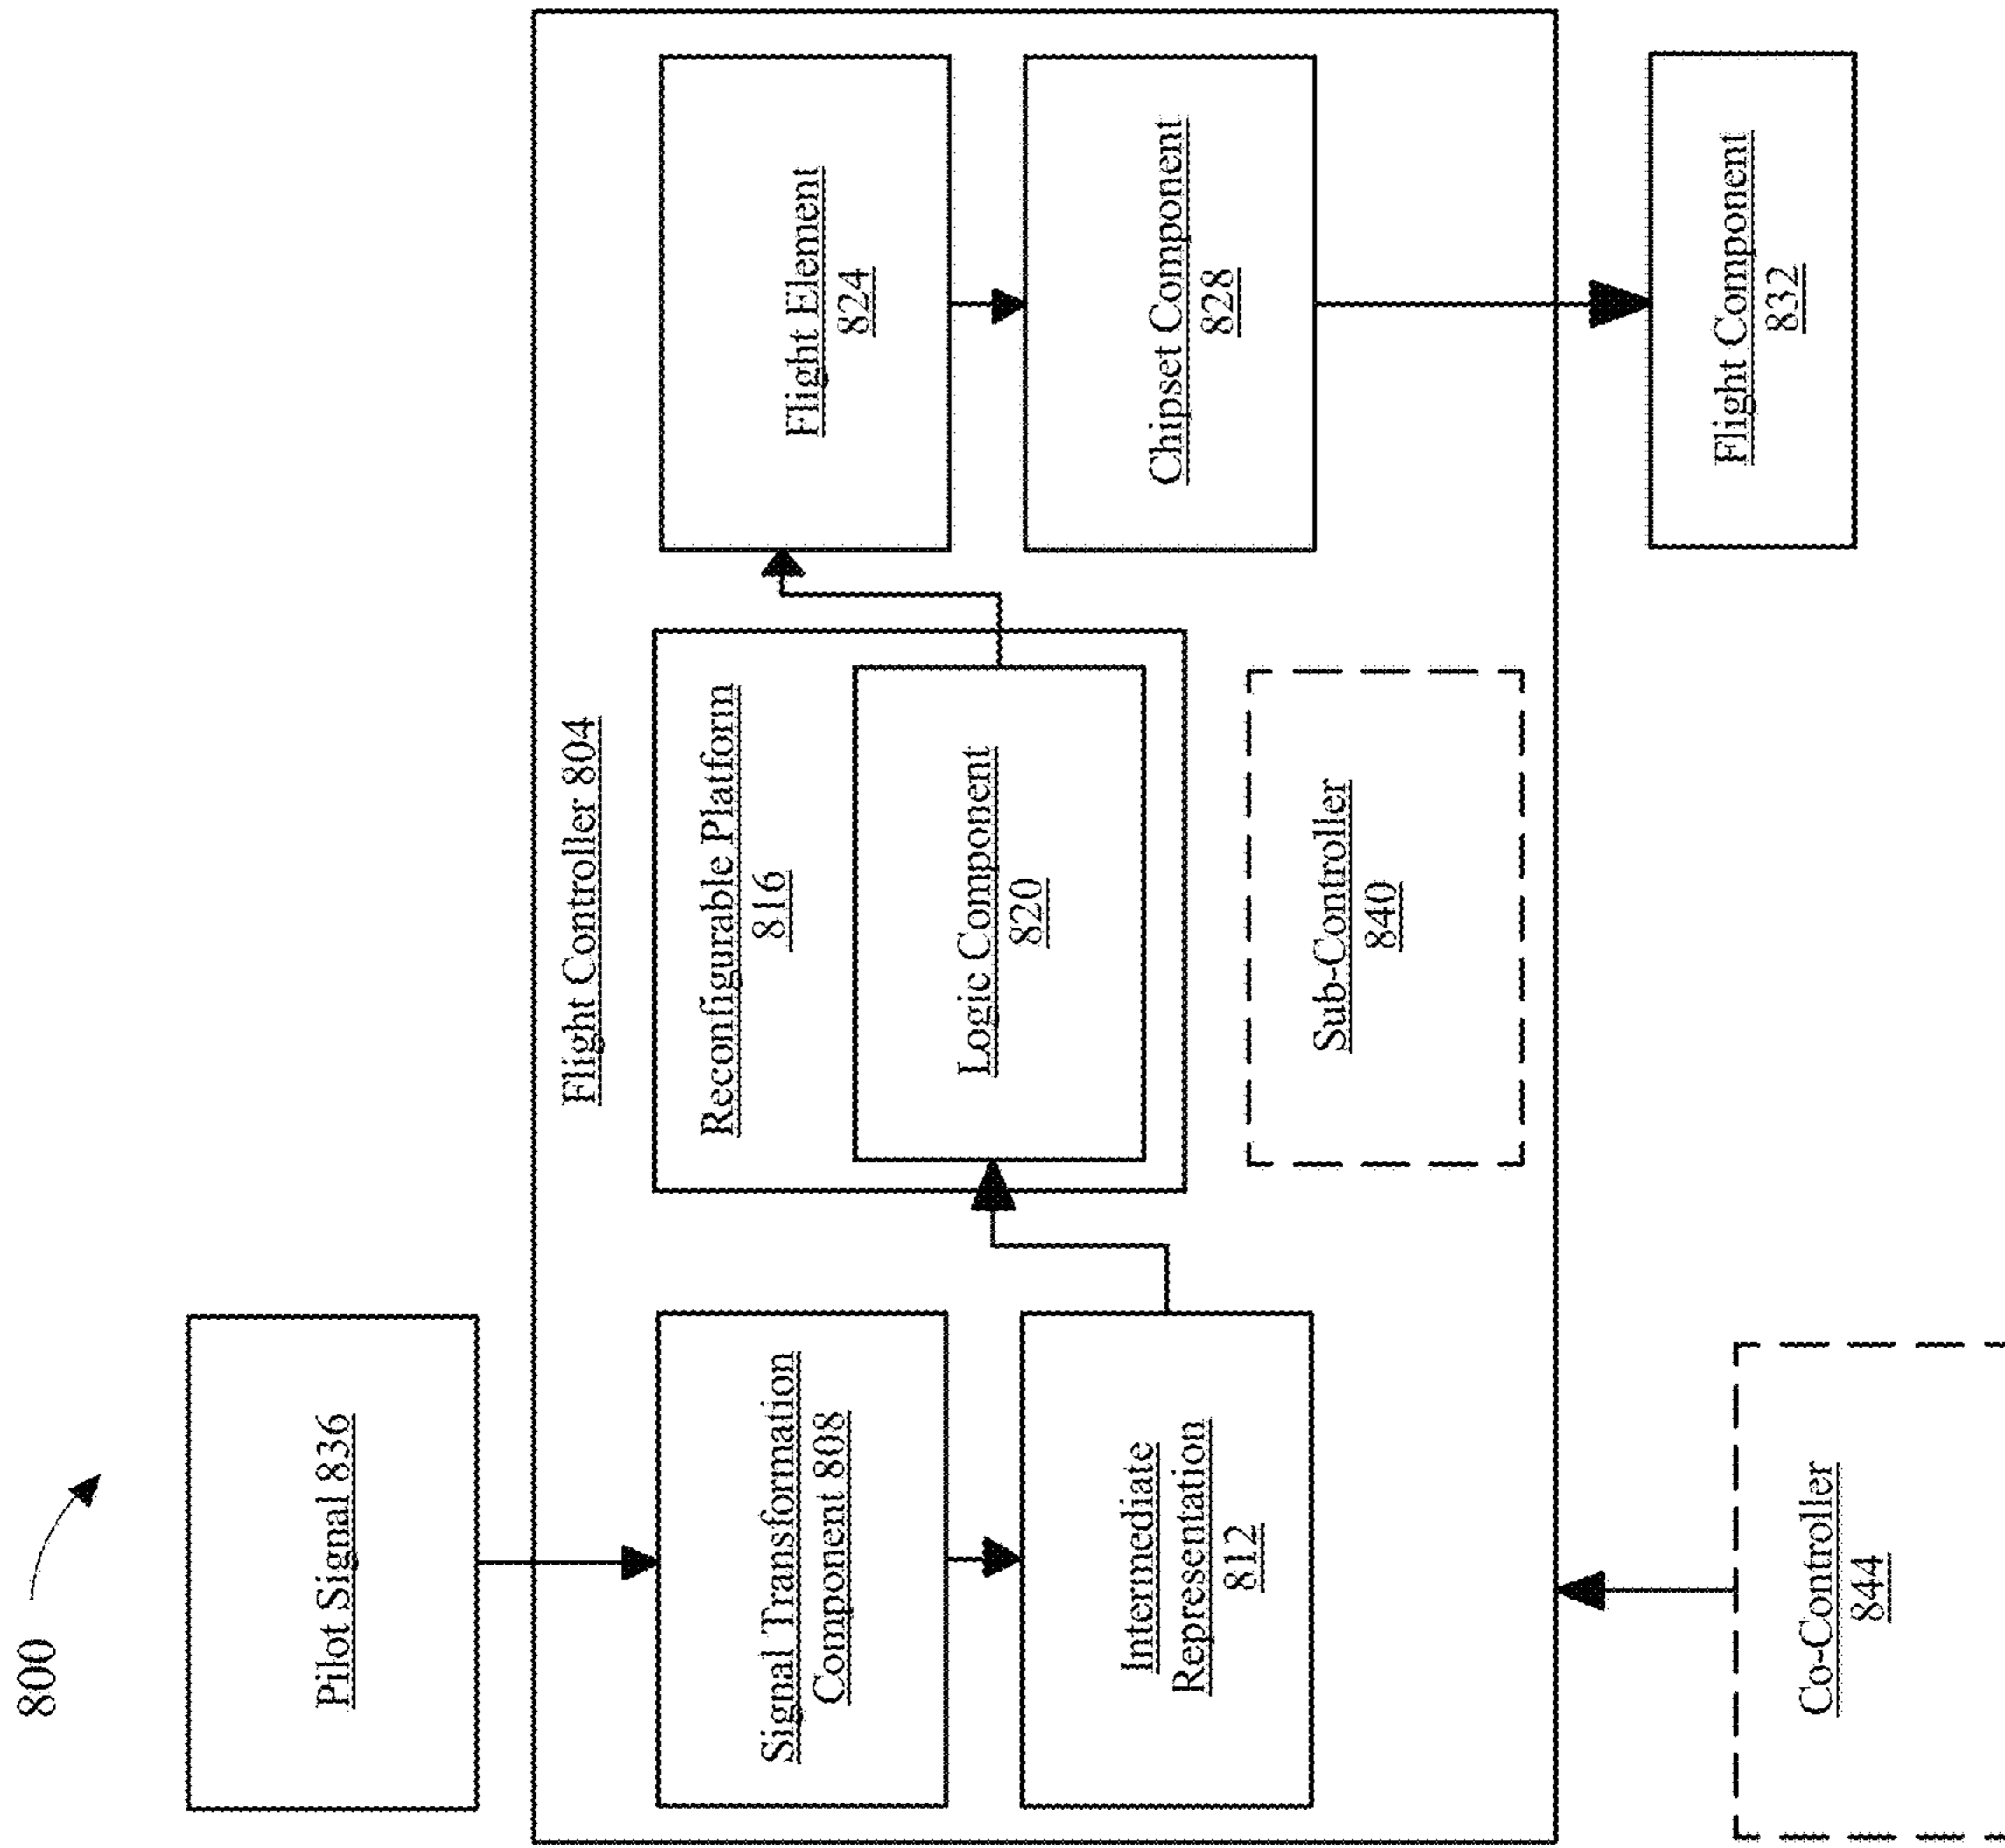 800
Pilot Signal 836
Flight Controller 804
Signal Transformation
Component 808
Intermediate
Representation
812
Reconfigurable Platform
816
Logic Component
820
Sub-Controller
840
Flight Element
824
Chipset Component
828
Co-Controller
844
Flight Component
832